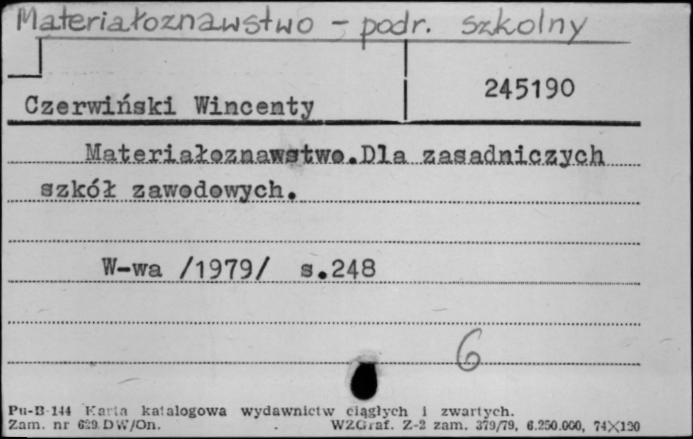 Materiałoznawstwo - podr. szkolny
245190
Czerwiński Wincenty
Materiałoznawstwo.Dla zasadniczych
szkół zawodowych.
W-wa /1979/ s.248
6
Pu-B-144 Karta katalogowa wydawnictw ciągłych i zwartych.
Zam. nr 629 DW/On. WZGraf. Z-2 zam. 379/79, 6.250.000, 74X120